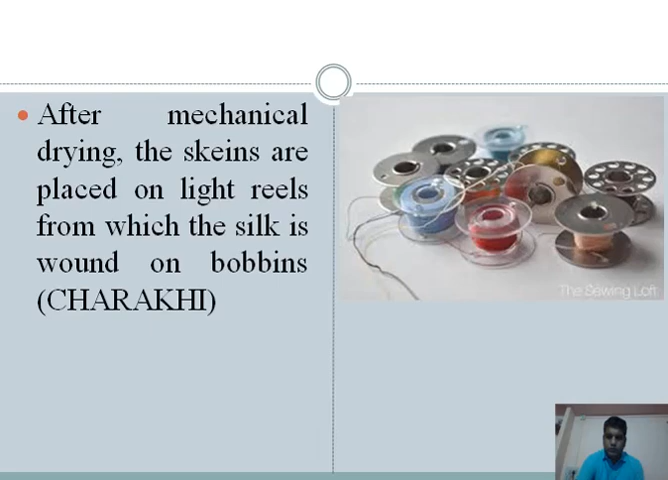 After mechanical
drying, the skeins are
placed on light reels
from which the silk is
wound on bobbins
(CHARAKHI)
The Sewing Loft